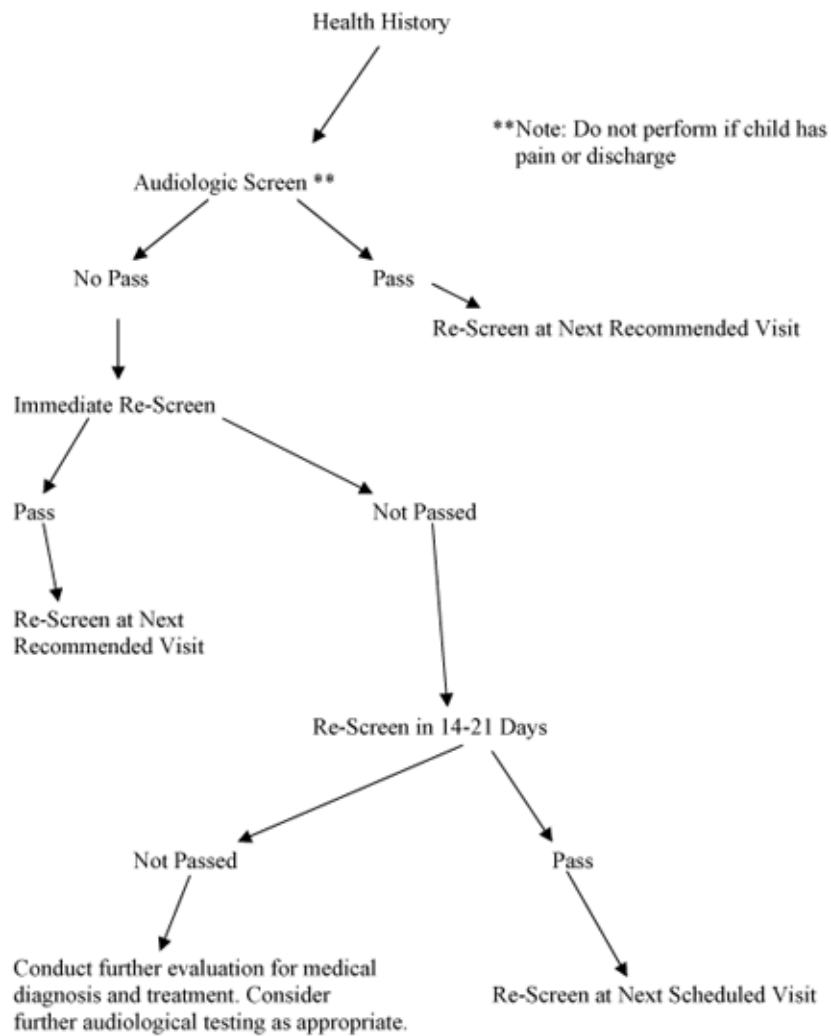 Health History
**Note: Do not perform if child has
pain or discharge
Audiologic Screen **
No Pass
Pass
Re-Screen at Next Recommended Visit
Immediate Re-Screen
Pass
Not Passed
Re-Screen at Next
Recommended Visit
Re-Screen in 14-21 Days
Not Passed
Pass
Conduct further evaluation for medical
diagnosis and treatment. Consider
further audiological testing as appropriate.
Re-Screen at Next Scheduled Visit